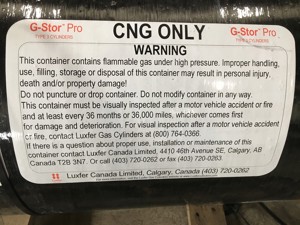 G-Stor™ Pro CNG ONLY G-Stor™ Pro
TYPE 3 CYLINDERS WARNING TYPE 3 CYLINDERS
This container contains flammable gas under high pressure. Improper handling,
use, filling, storage or disposal of this container may result in personal injury,
death and/or property damage!
Do not puncture or drop container. Do not modify container in any way.
This container must be visually inspected after a motor vehicle accident or fire
and at least every 36 months or 36,000 miles, whichever comes first
for damage and deterioration. For visual inspection after a motor vehicle accident
or fire, contact Luxfer Gas Cylinders at (800) 764-0366.
If there is a question about proper use, installation or maintenance of this
container contact Luxfer Canada Limited, 4410 46th Avenue SE, Calgary, AB
Canada T2B 3N7. Or call (403) 720-0262 or fax (403) 720-0263
Luxfer Canada Limited, Calgary, Canada (403) 720-0262